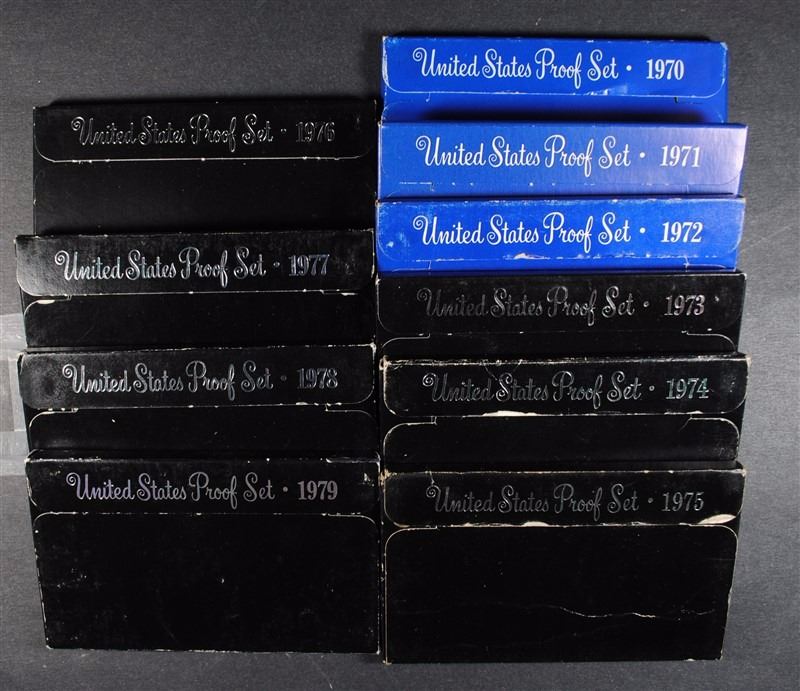 United States Proof Set · 1976
United States Proof Set · 1977
United States Proof Set · 1978
United States Proof Set · 1979
United States Proof Set · 1970
United States Proof Set · 1971
United States Proof Set · 1972
United States Proof Set · 1973
United States Proof Set · 1974
United States Proof Set · 1975